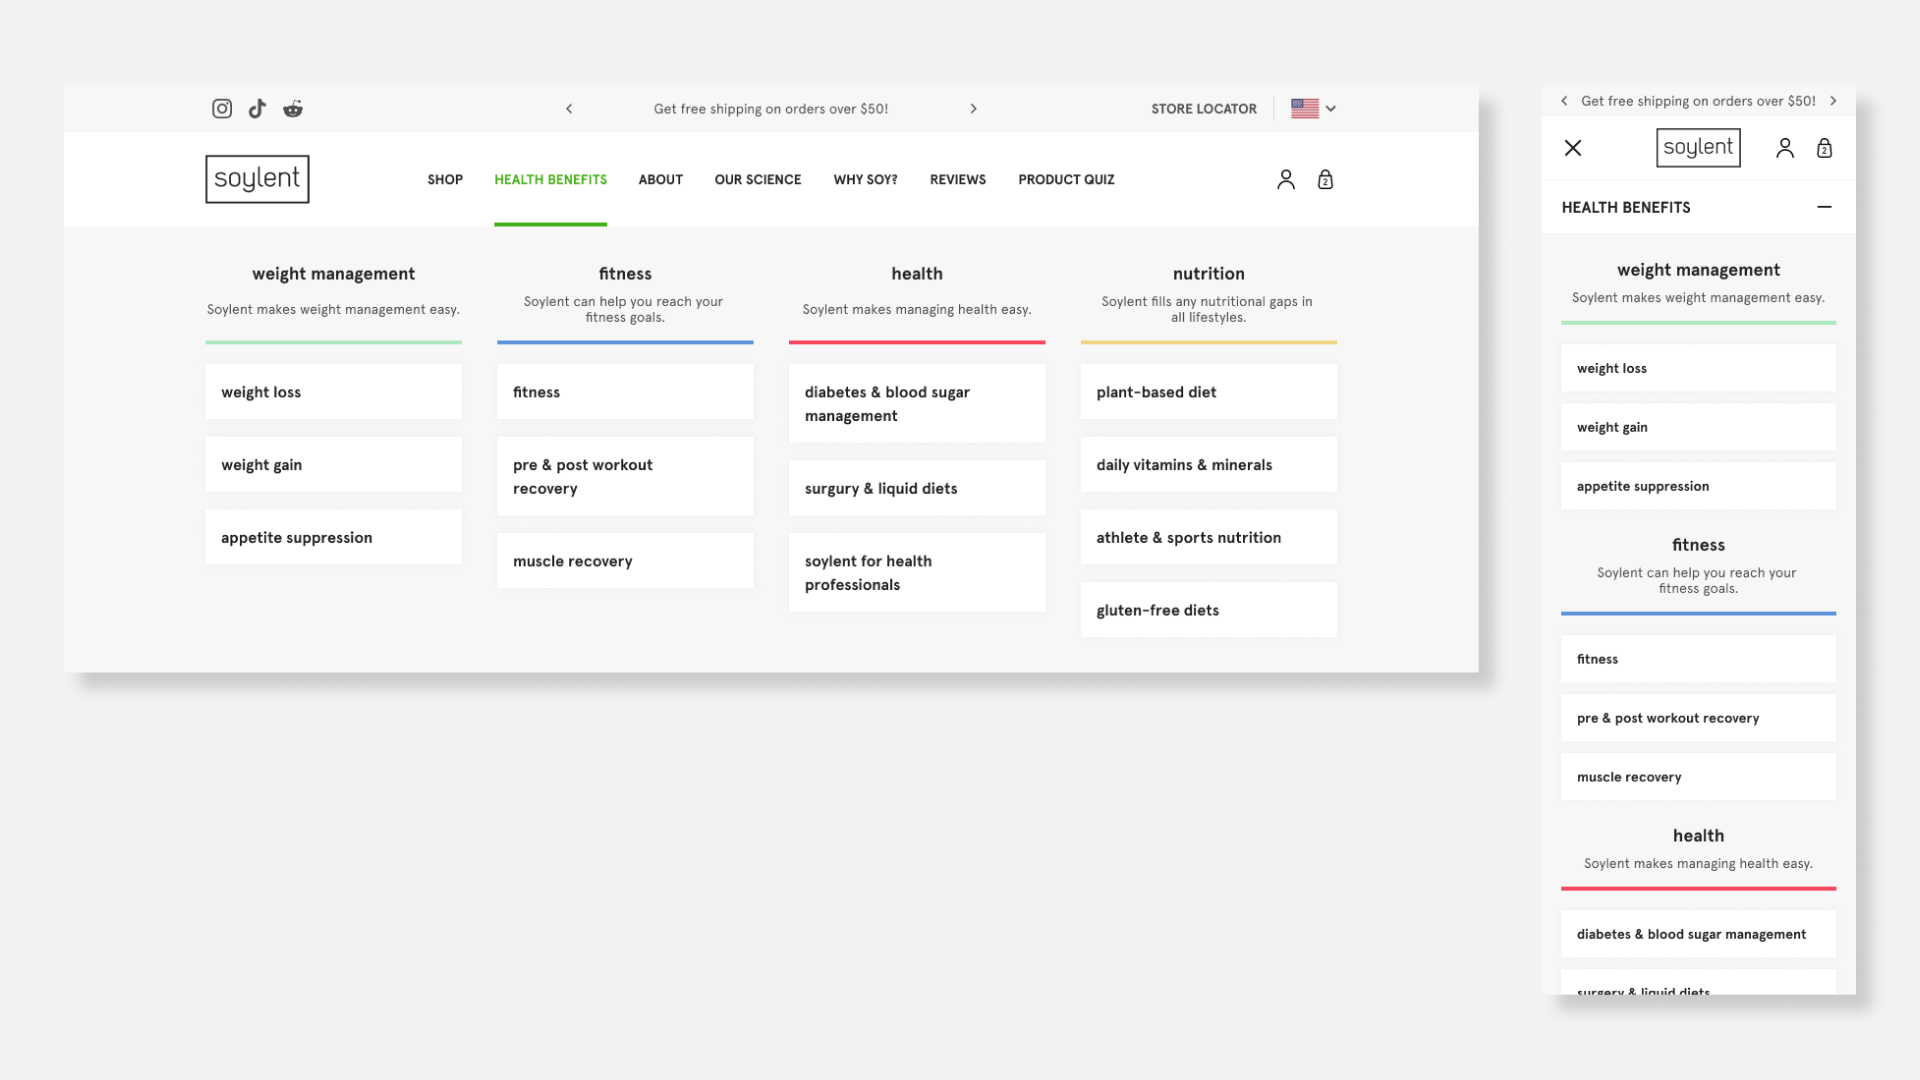 Get free shipping on orders over $50!
STORE LOCATOR
soylent
SHOP
HEALTH BENEFITS
ABOUT
OUR SCIENCE
WHY SOY?
REVIEWS
PRODUCT QUIZ
2
weight management
Soylent makes weight management easy.
weight loss
weight gain
appetite suppression
fitness
Soylent can help you reach your
fitness goals.
fitness
pre & post workout
recovery
muscle recovery
health
Soylent makes managing health easy.
diabetes & blood sugar
management
surgury & liquid diets
soylent for health
professionals
nutrition
Soylent fills any nutritional gaps in
all lifestyles.
plant-based diet
daily vitamins & minerals
athlete & sports nutrition
gluten-free diets
Get free shipping on orders over $50!
soylent
2
HEALTH BENEFITS
weight management
Soylent makes weight management easy.
weight loss
weight gain
appetite suppression
fitness
Soylent can help you reach your
fitness goals.
fitness
pre & post workout recovery
muscle recovery
health
Soylent makes managing health easy.
diabetes & blood sugar management
surgery & liquid diets